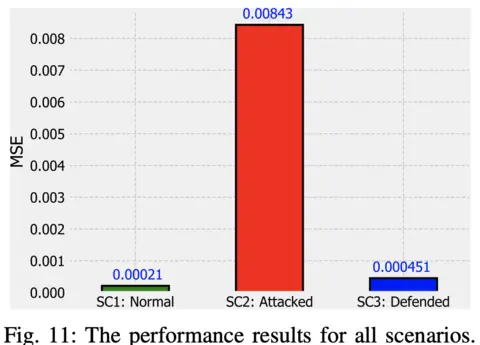 0.00843
0.008
0.007
0.006
0.005
0.004
0.003
0.002
0.001
0.000
MSE
0.00021
0.000451
SC1: Normal
SC2: Attacked
SC3: Defended
Fig. 11: The performance results for all scenarios.